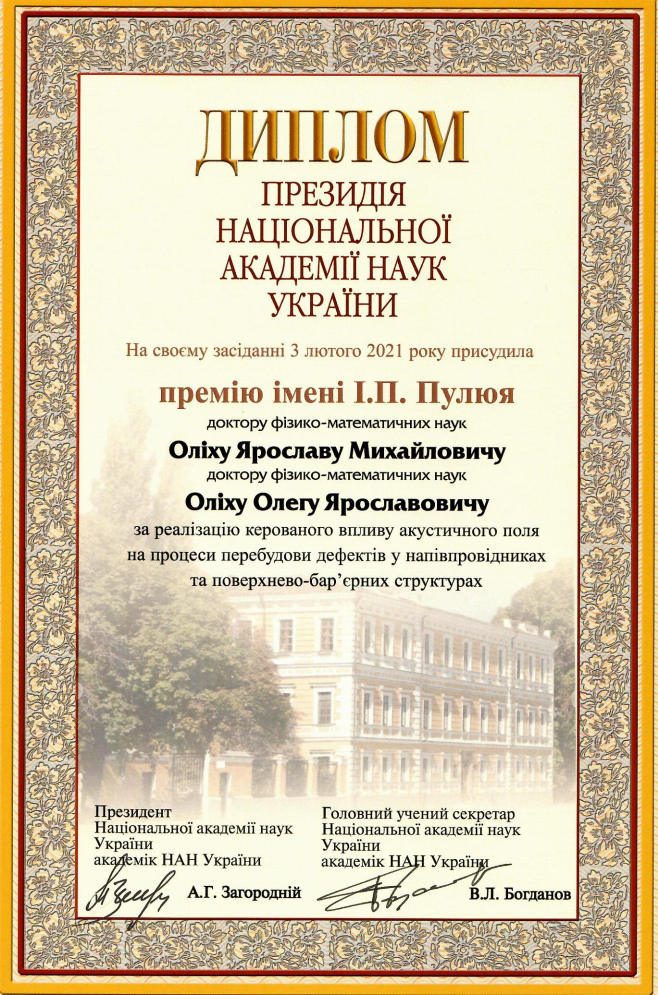 ДИПЛОМ
ПРЕЗИДІЯ
НАЦІОНАЛЬНОЇ
АКАДЕМІЇ НАУК
УКРАЇНИ
На своєму засіданні 3 лютого 2021 року присудила
премію імені І.П. Пулюя
доктору фізико-математичних наук
Оліху Ярославу Михайловичу
доктору фізико-математичних наук
Оліху Олегу Ярославовичу
за реалізацію керованого впливу акустичного поля
на процеси перебудови дефектів у напівпровідниках
та поверхнево-бар’єрних структурах
Президент
Національної академії наук
України
академік НАН України
А.Г. Загородній
Головний учений секретар
Національної академії наук
України
академік НАН України
В.Л. Богданов